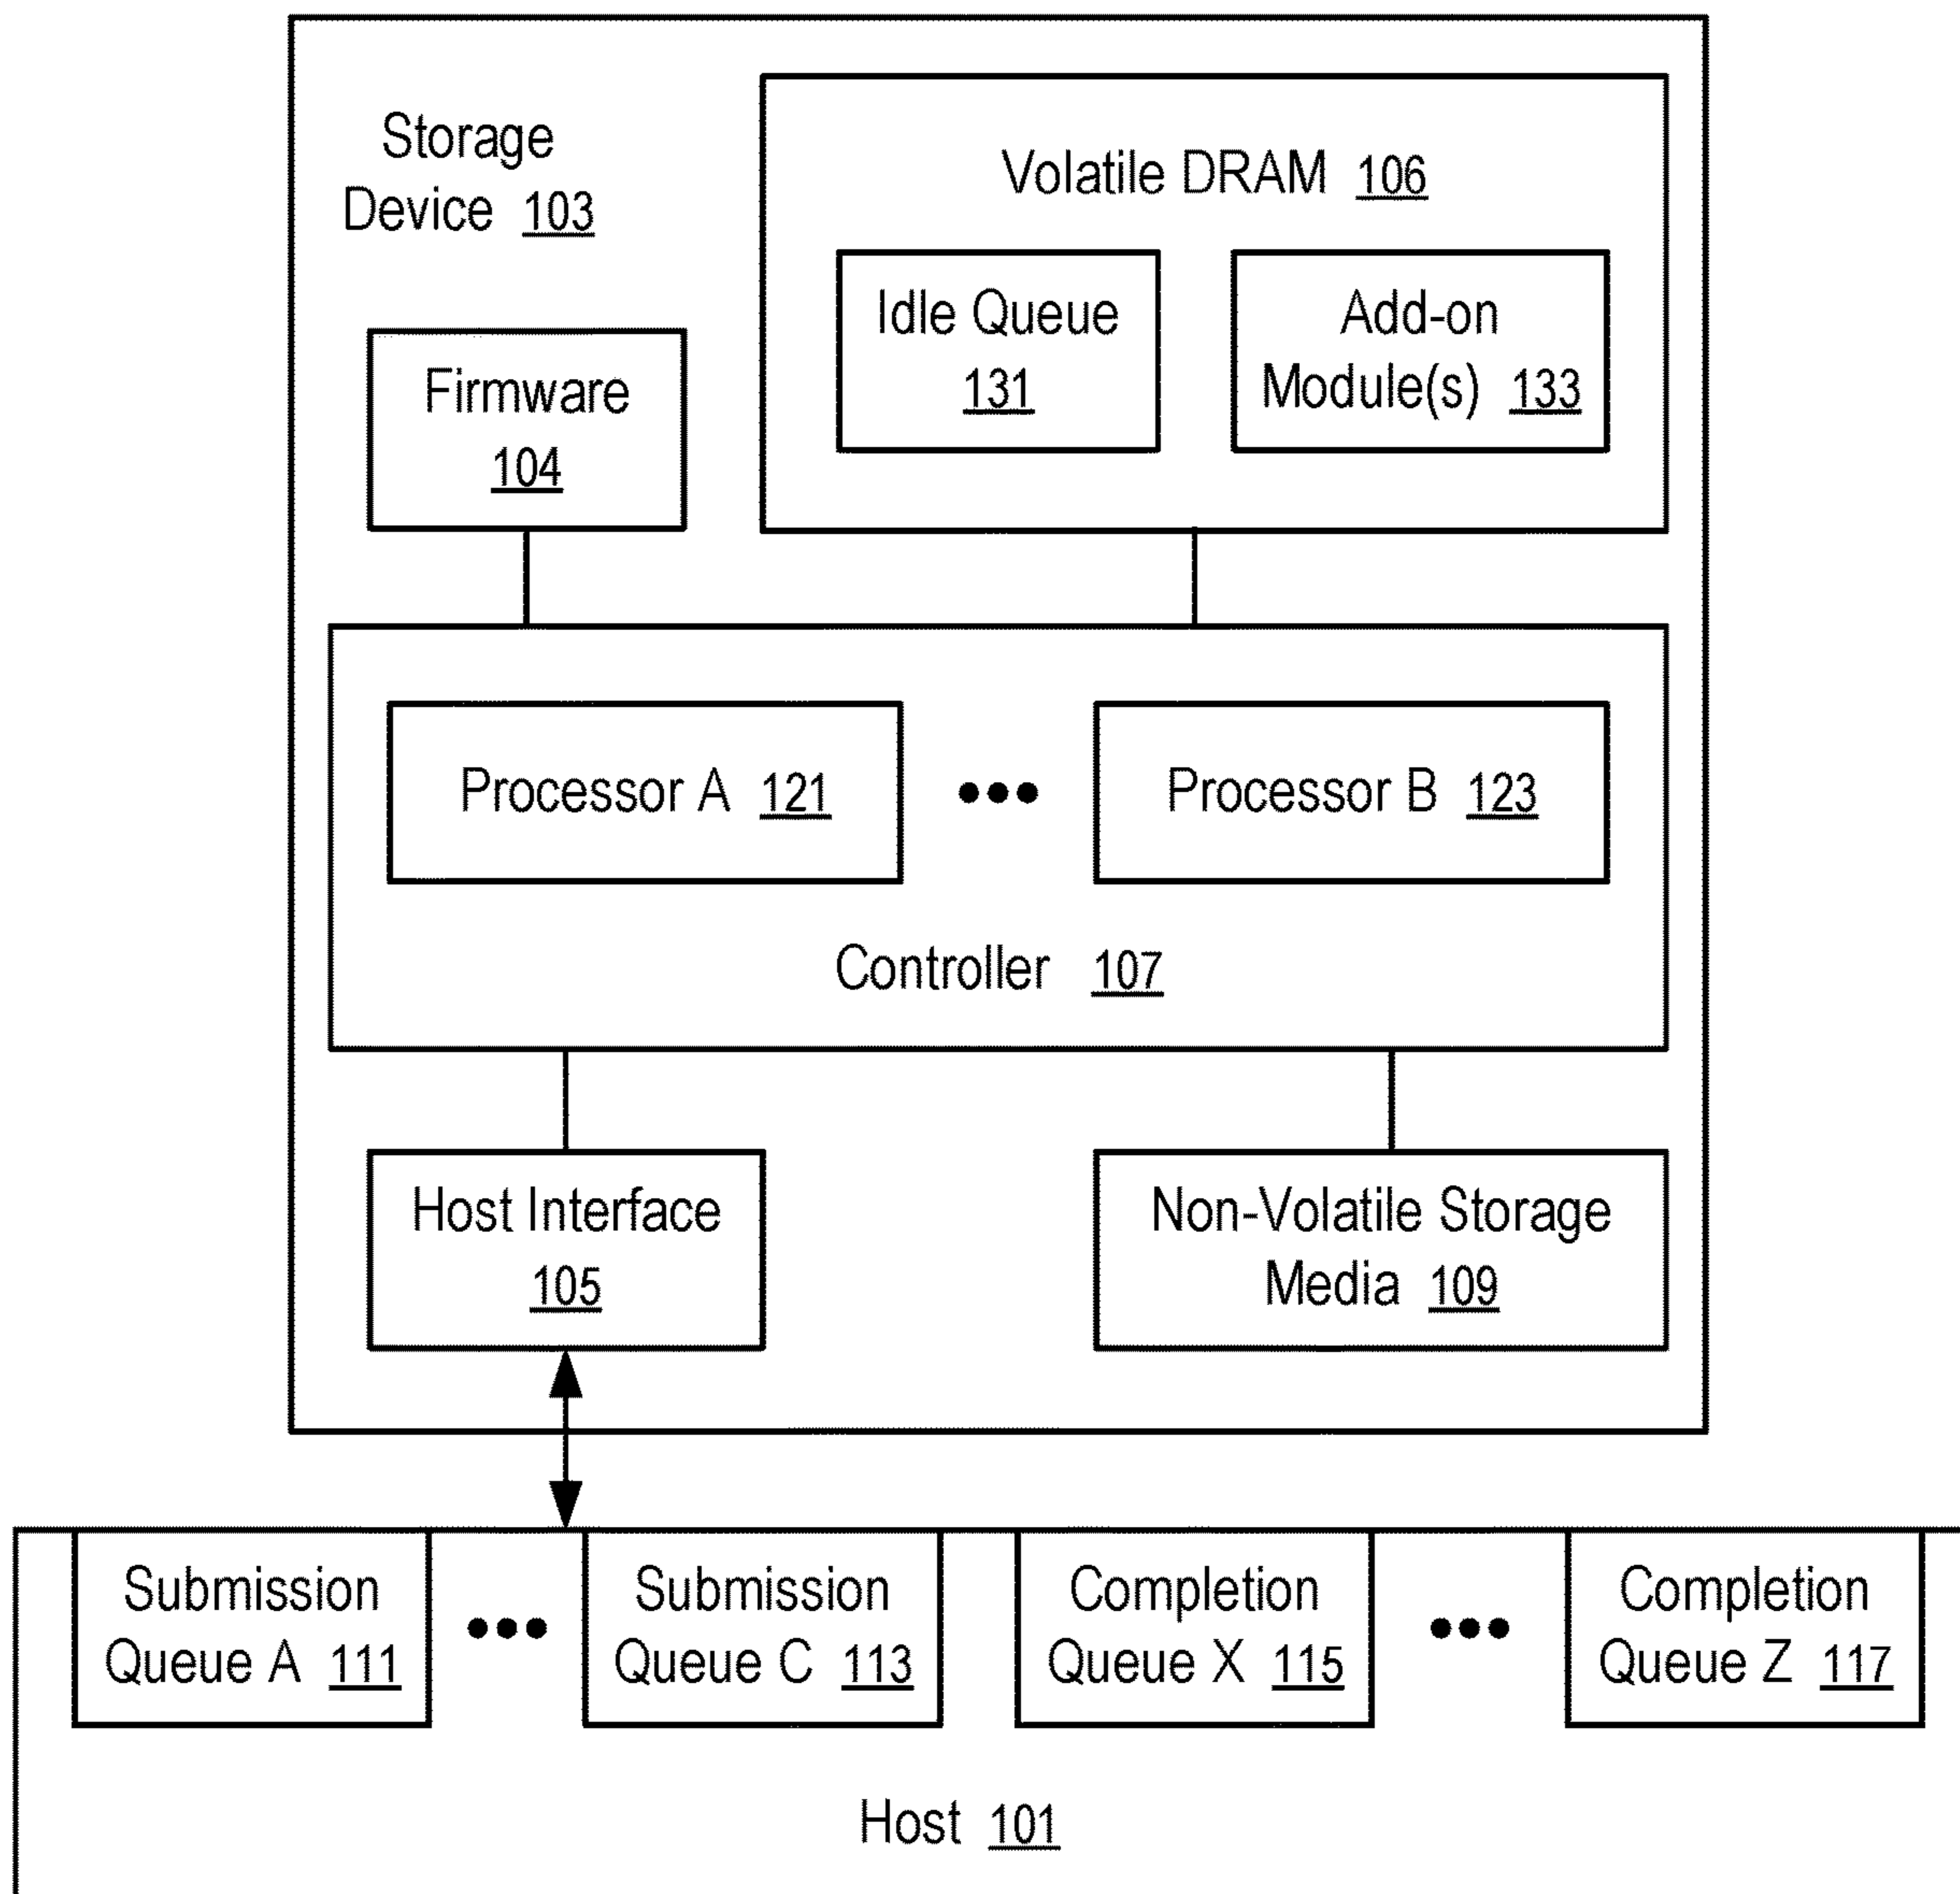 Storage
Device 103
Volatile DRAM 106
Idle Queue
131
Add-on
Module(s) 133
Firmware
104
Processor A 121
Processor B 123
Controller 107
Host Interface
105
Non-Volatile Storage
Media 109
Submission
Queue A 111
Submission
Queue C 113
Completion
Queue X 115
Completion
Queue Z 117
Host 101